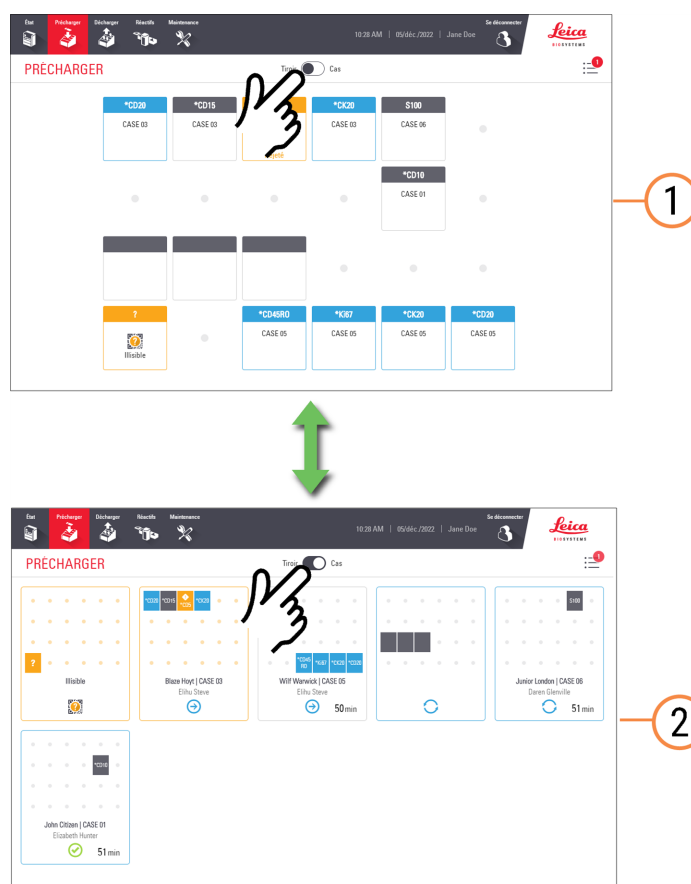 État Précharger Décharger Réactifs Maintenance
10:28 AM | 05/déc./2022 | Jane Doe
Se déconnecter
Leica
BIOSYSTEMS
PRÉCHARGER
Tiroir Cas
1
*CD20 *CD15 *CK20 S100
CASE 03 CASE 03 CASE 03 CASE 06
*CD10
CASE 01
1
? *CD45RO *Ki67 *CK20 *CD20
Illisible CASE 05 CASE 05 CASE 05 CASE 05
État Précharger Décharger Réactifs Maintenance
10:28 AM | 05/déc./2022 | Jane Doe
Se déconnecter
Leica
BIOSYSTEMS
PRÉCHARGER
Tiroir Cas
1
*CD20 *CD15 *CK20 S100
? *CD45RO *Ki67 *CK20 *CD20
Illisible Blaze Hoyt | CASE 03 Wilf Warwick | CASE 05 Junior London | CASE 06
Elihu Steve Elihu Steve Daren Glenville
50 min 51 min
2
*CD10
John Citizen | CASE 01
Elizabeth Hunter
51 min